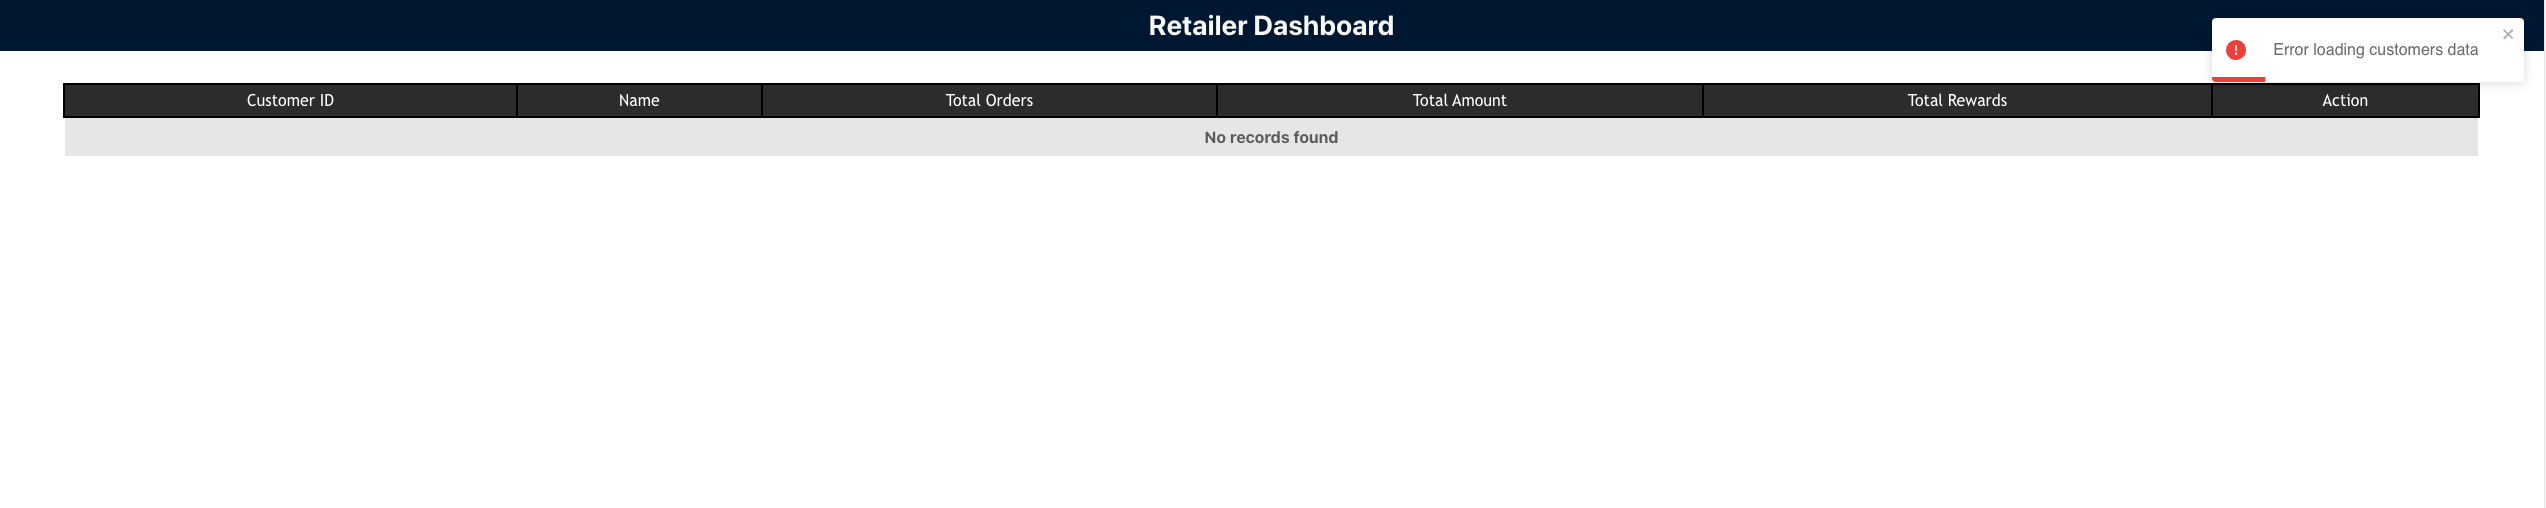 Retailer Dashboard
Error loading customers data
Customer ID Name Total Orders Total Amount Total Rewards Action
No records found